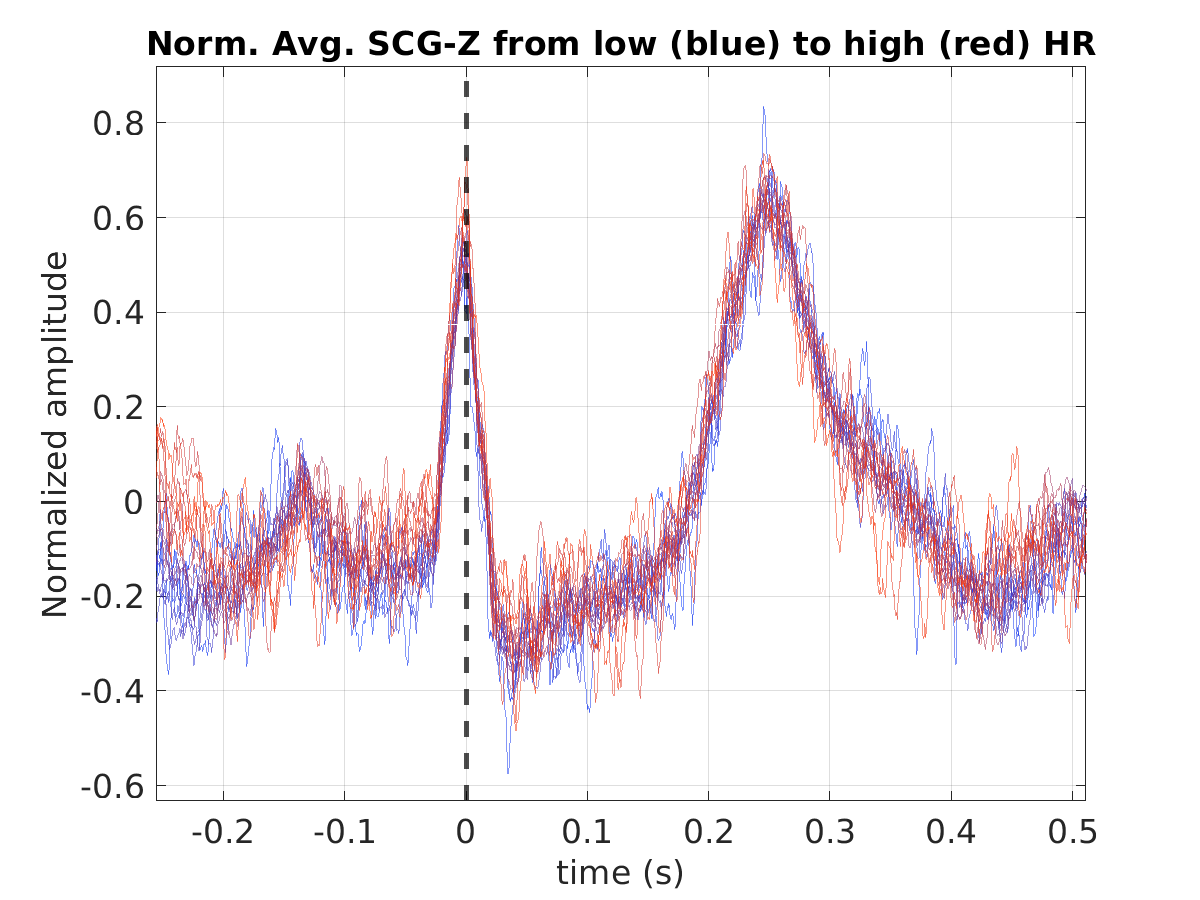 Norm. Avg. SCG-Z from low (blue) to high (red) HR
0.8
0.6
0.4
0.2
0
-0.2
-0.4
-0.6
Normalized amplitude
-0.2 -0.1 0 0.1 0.2 0.3 0.4 0.5
time (s)